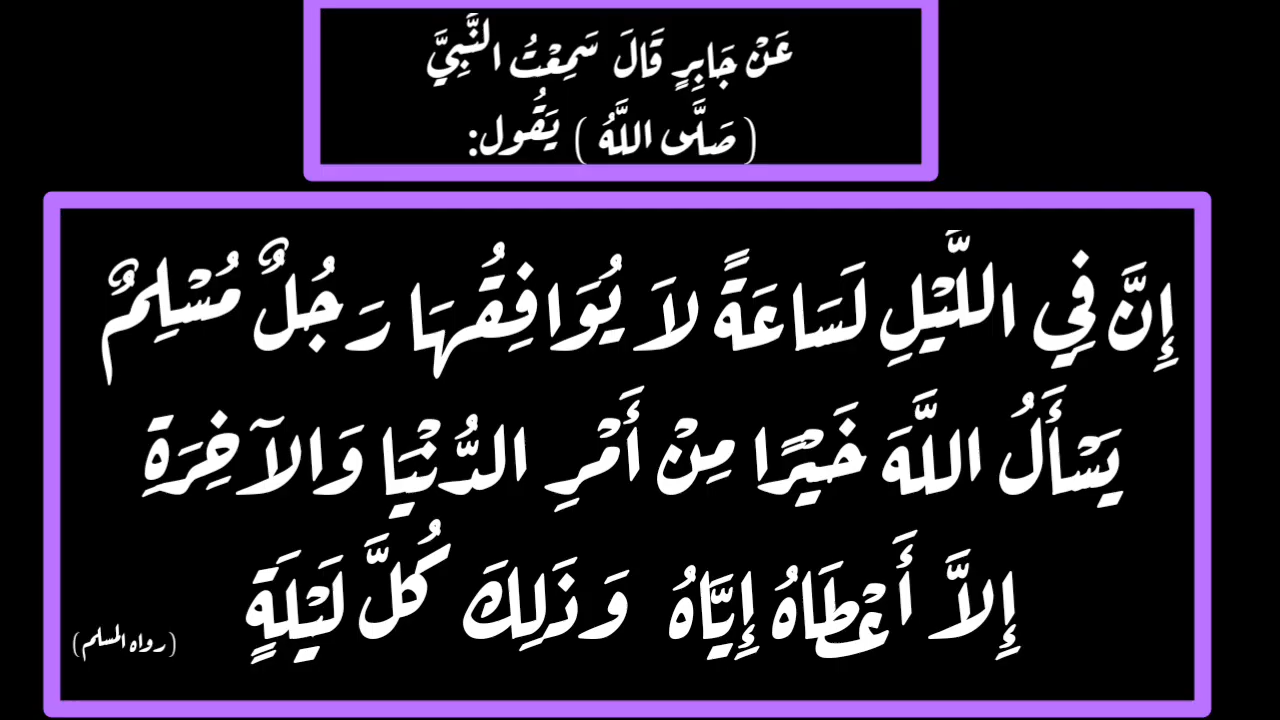 عَنْ جَابِرٍ قَالَ سَمِعْتُ النَّبِيَّ
( صَلَّى اللَّهُ ) يَقُولُ:
إِنَّ فِي اللَّيْلِ لَسَاعَةً لاَ يُوَافِقُهَا رَجُلٌ مُسْلِمٌ
يَسْأَلُ اللَّهَ خَيْرًا مِنْ أَمْرِ الدُّنْيَا وَالآخِرَةِ
إِلاَّ أَعْطَاهُ إِيَّاهُ وَذَلِكَ كُلَّ لَيْلَةٍ
(رواه المسلم)